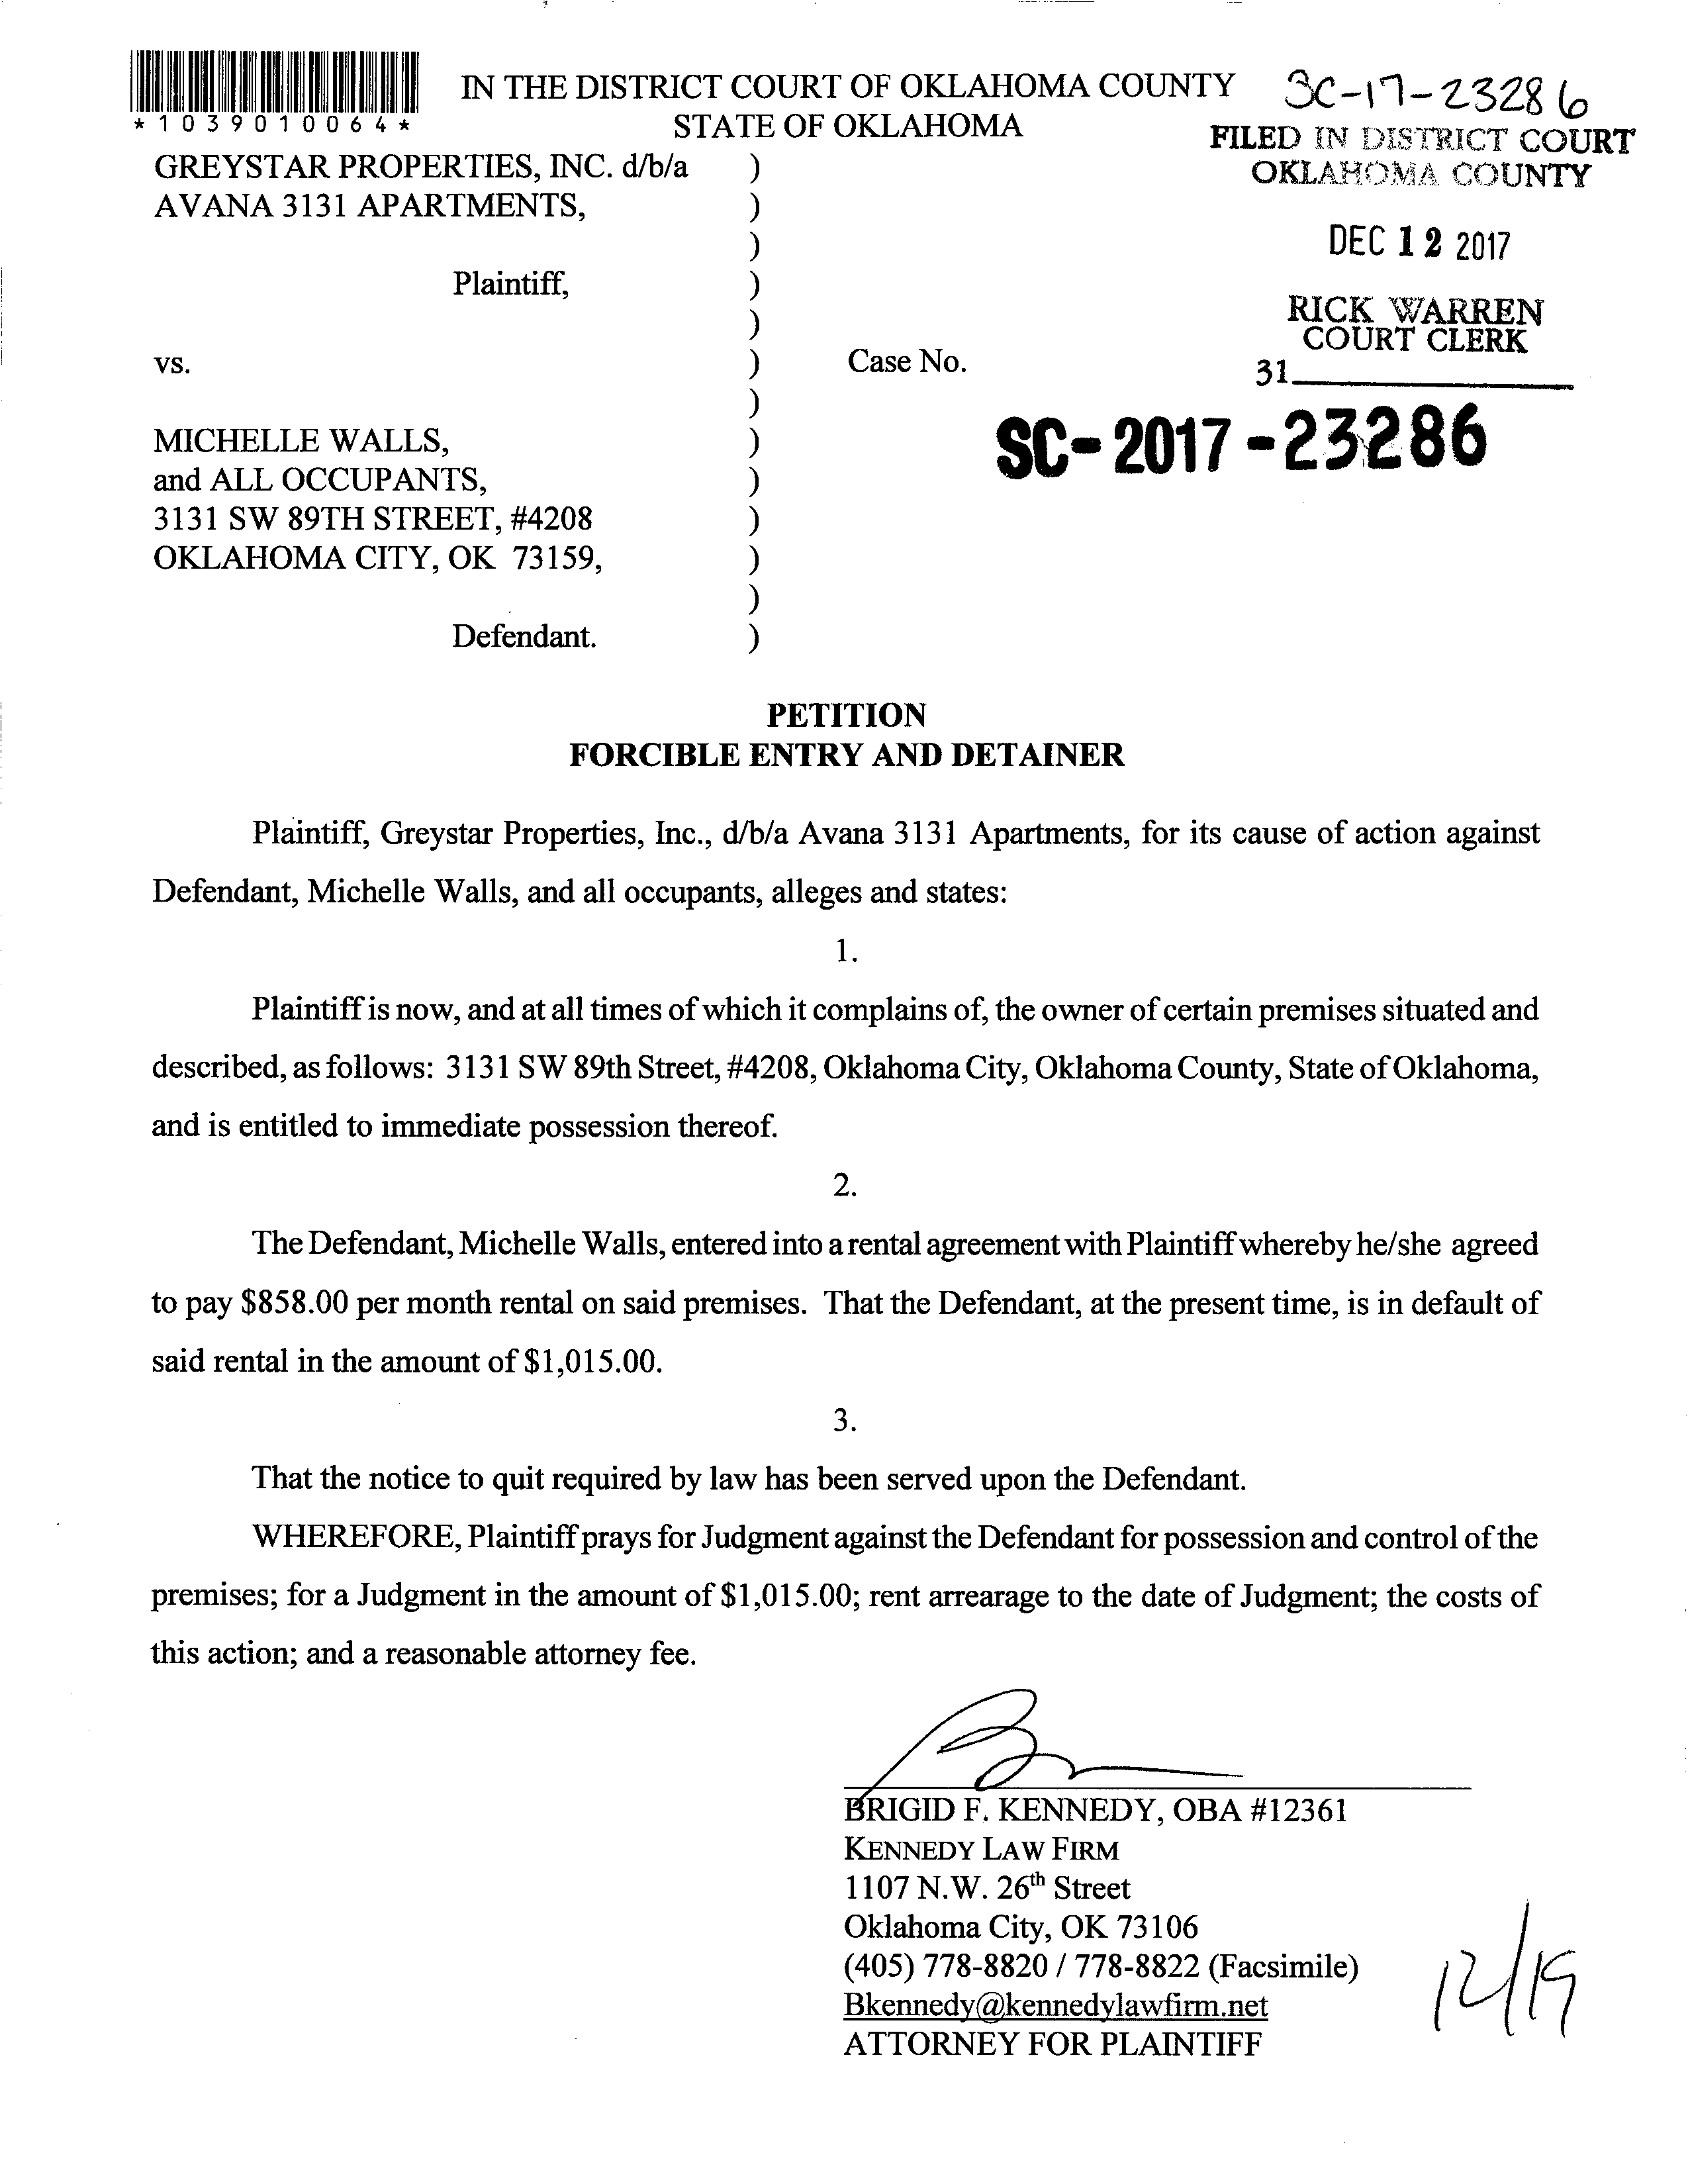 IN THE DISTRICT COURT OF OKLAHOMA COUNTY
STATE OF OKLAHOMA
*1039010064*
SC-17-23286
FILED IN DISTRICT COURT
OKLAHOMA COUNTY
DEC 12 2017
RICK WARREN
COURT CLERK
31
GREYSTAR PROPERTIES, INC. d/b/a )
AVANA 3131 APARTMENTS, )
)
Plaintiff, )
)
vs. ) Case No.
)
SC-2017-23286
MICHELLE WALLS, )
and ALL OCCUPANTS, )
3131 SW 89TH STREET, #4208 )
OKLAHOMA CITY, OK 73159, )
)
Defendant. )
PETITION
FORCIBLE ENTRY AND DETAINER
Plaintiff, Greystar Properties, Inc., d/b/a Avana 3131 Apartments, for its cause of action against
Defendant, Michelle Walls, and all occupants, alleges and states:
1.
Plaintiff is now, and at all times of which it complains of, the owner of certain premises situated and
described, as follows: 3131 SW 89th Street, #4208, Oklahoma City, Oklahoma County, State of Oklahoma,
and is entitled to immediate possession thereof.
2.
The Defendant, Michelle Walls, entered into a rental agreement with Plaintiff whereby he/she agreed
to pay $858.00 per month rental on said premises. That the Defendant, at the present time, is in default of
said rental in the amount of $1,015.00.
3.
That the notice to quit required by law has been served upon the Defendant.
WHEREFORE, Plaintiff prays for Judgment against the Defendant for possession and control of the
premises; for a Judgment in the amount of $1,015.00; rent arrearage to the date of Judgment; the costs of
this action; and a reasonable attorney fee.
BRIGID F. KENNEDY, OBA #12361
KENNEDY LAW FIRM
1107 N.W. 26th Street
Oklahoma City, OK 73106
(405) 778-8820 / 778-8822 (Facsimile)
Bkennedy@kennedylawfirm.net
ATTORNEY FOR PLAINTIFF
12/19